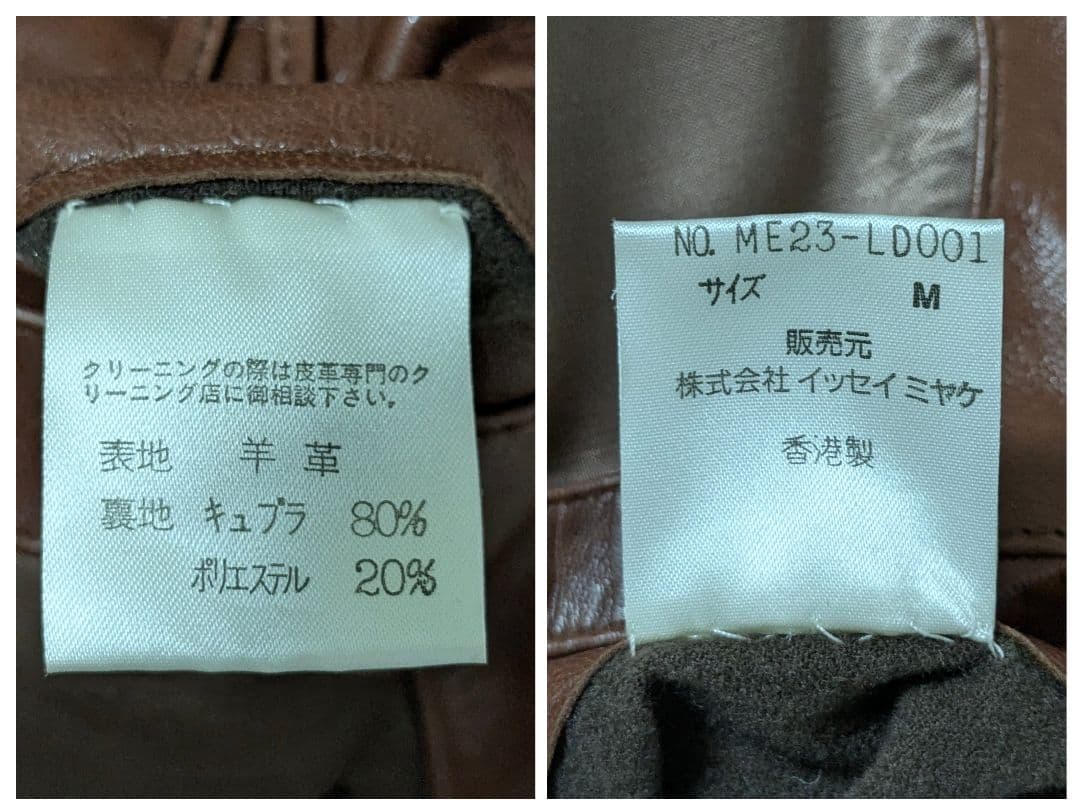 クリーニングの際は皮革専門のク
リーニング店に御相談下さい。
表地 羊革
裏地 キュプラ 80%
ポリエステル 20%
NO. ME23-LD001
サイズ M
販売元
株式会社 イッセイ ミヤケ
香港製